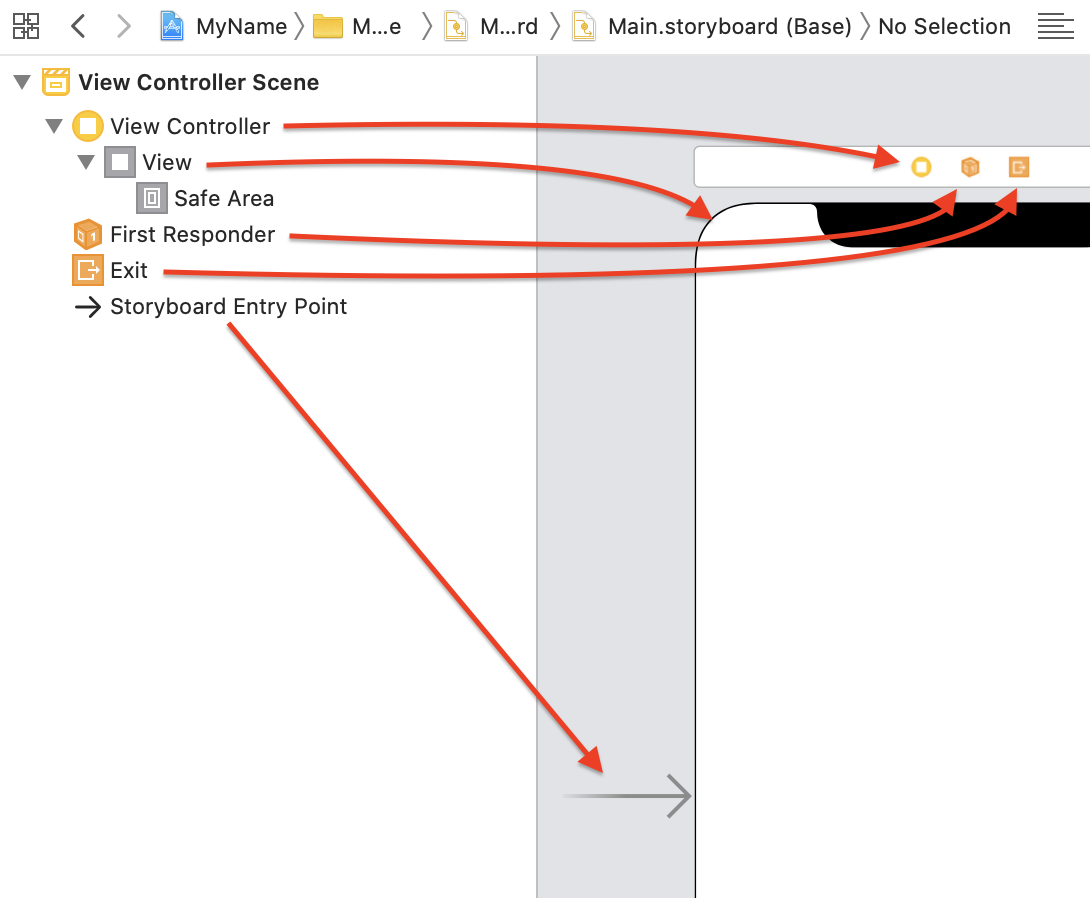 MyName M...e M...rd Main.storyboard (Base) No Selection
View Controller Scene
View Controller
View
Safe Area
First Responder
Exit
Storyboard Entry Point